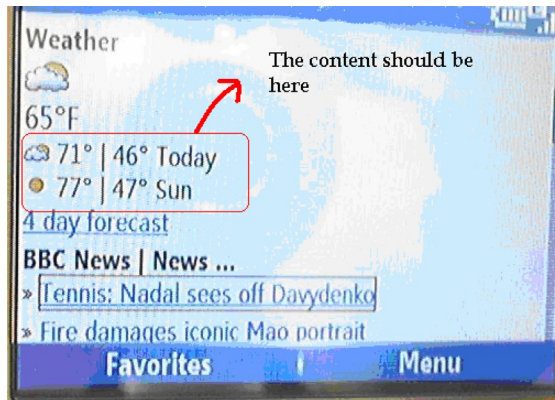 Weather
The content should be
here
65°F
71° | 46° Today
77° | 47° Sun
4 day forecast
BBC News | News ...
» Tennis: Nadal sees off Davydenko
» Fire damages iconic Mao portrait
Favorites Menu